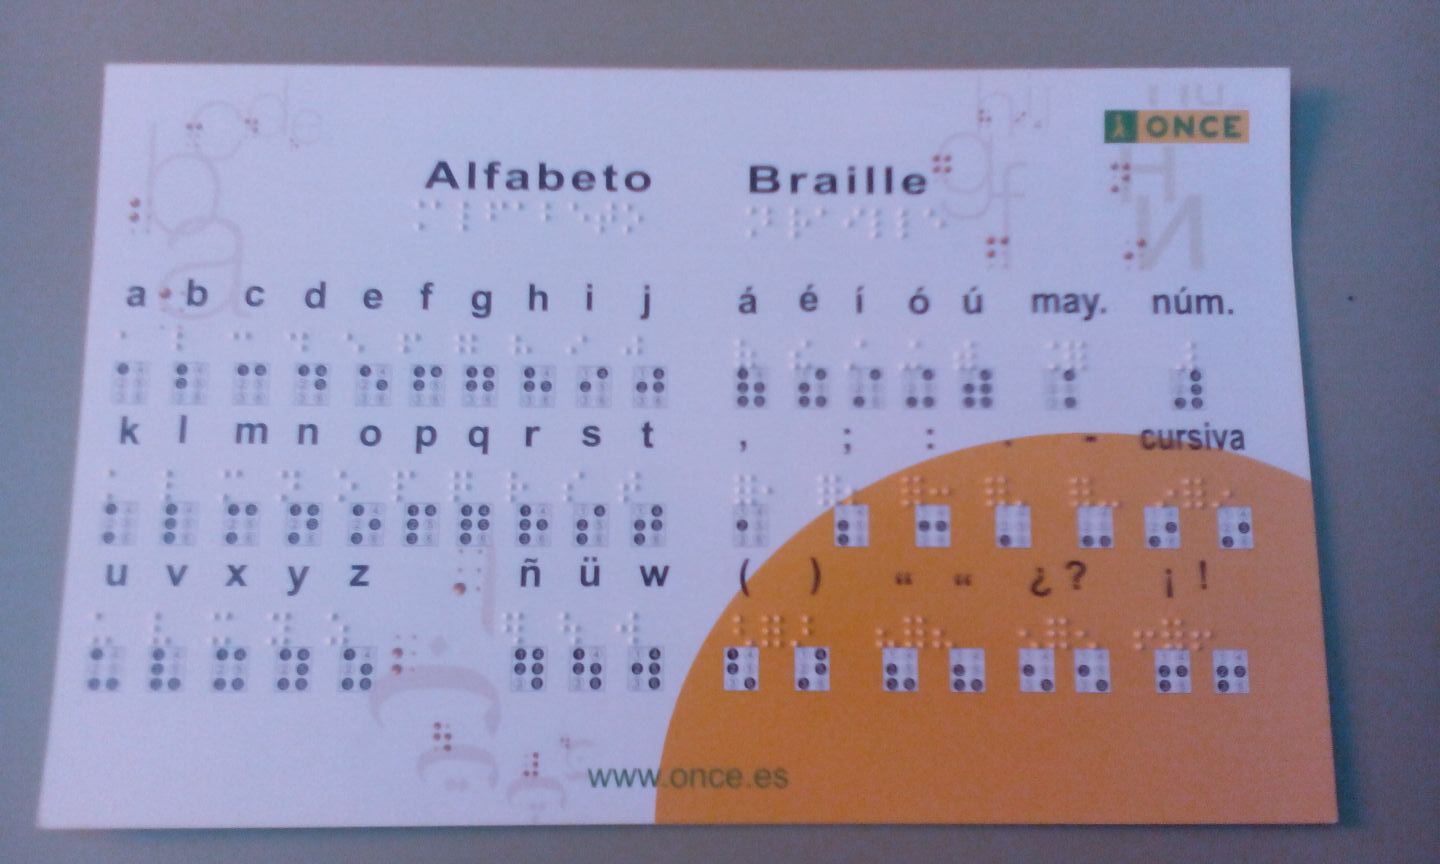 ONCE
Alfabeto Braille
a b c d e f g h i j á é í ó ú may. núm.
k l m n o p q r s t , ; : . - cursiva
u v x y z ñ ü w ( ) “ “ ¿ ? ¡ !
www.once.es